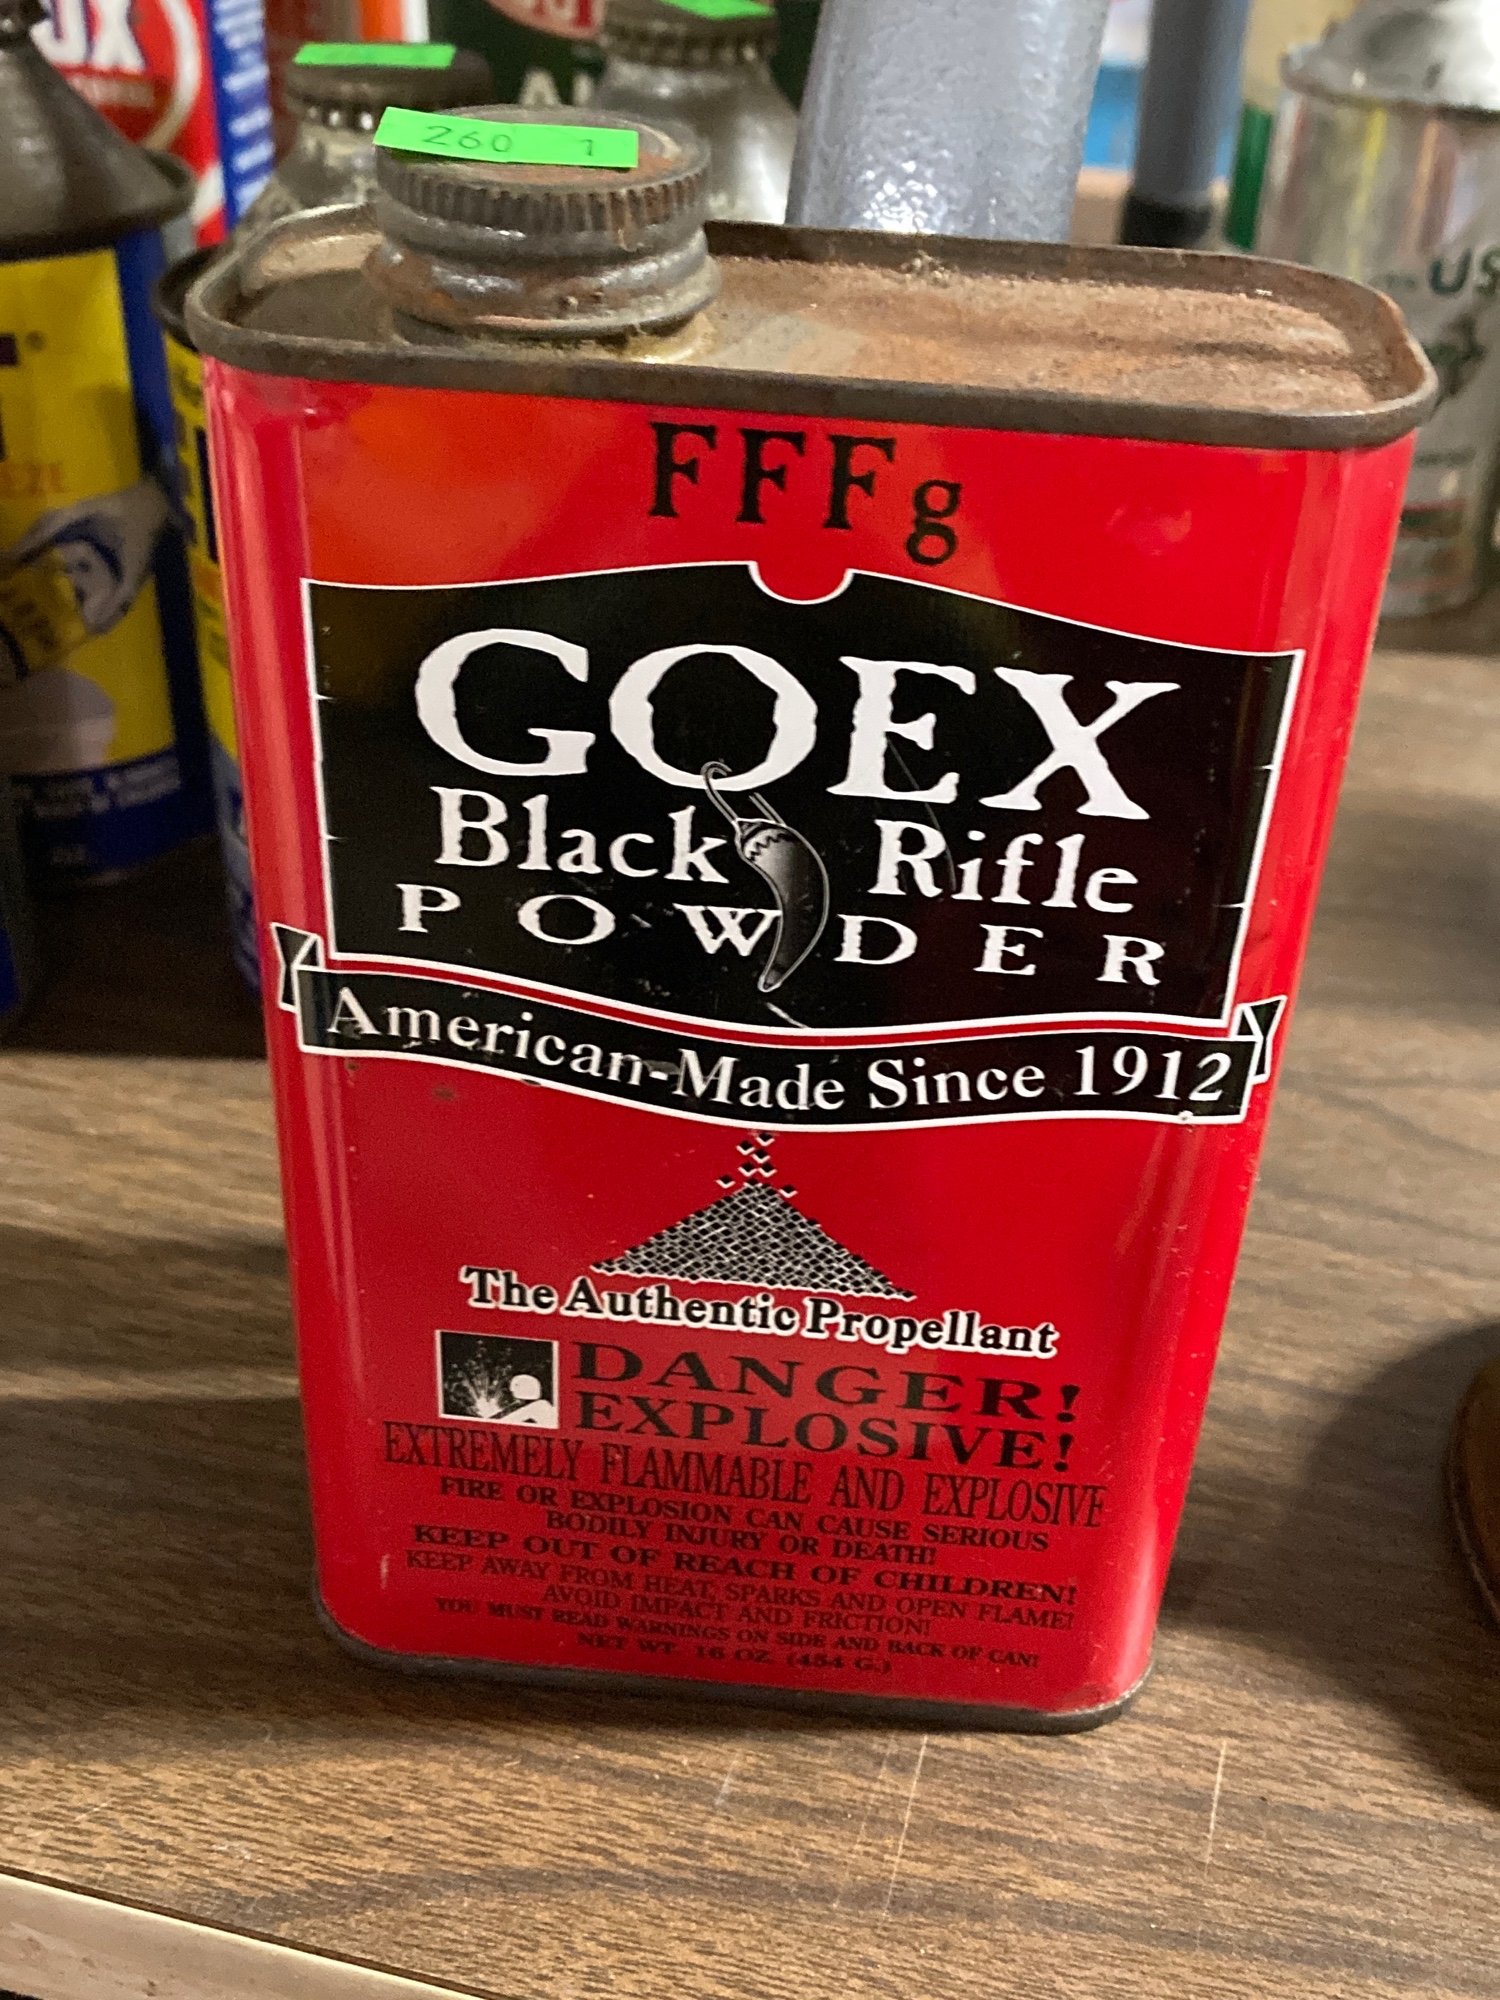 260 1
FFFg
GOEX
Black Rifle
POWDER
American-Made Since 1912
The Authentic Propellant
DANGER!
EXPLOSIVE!
EXTREMELY FLAMMABLE AND EXPLOSIVE
FIRE OR EXPLOSION CAN CAUSE SERIOUS
BODILY INJURY OR DEATH!
KEEP OUT OF REACH OF CHILDREN!
KEEP AWAY FROM HEAT, SPARKS AND OPEN FLAME!
AVOID IMPACT AND FRICTION!
YOU MUST READ WARNINGS ON SIDE AND BACK OF CAN!
NET WT. 16 OZ. (454 G.)